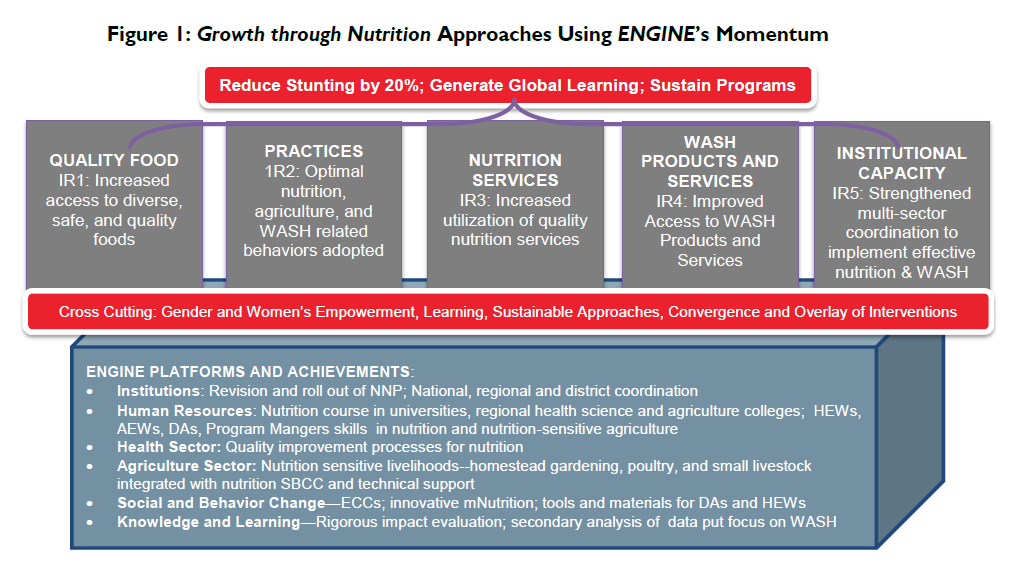 Figure 1: Growth through Nutrition Approaches Using ENGINE's Momentum
Reduce Stunting by 20%; Generate Global Learning; Sustain Programs
QUALITY FOOD
IR1: Increased
access to diverse,
safe, and quality
foods
PRACTICES
1R2: Optimal
nutrition,
agriculture, and
WASH related
behaviors adopted
NUTRITION
SERVICES
IR3: Increased
utilization of quality
nutrition services
WASH
PRODUCTS AND
SERVICES
IR4: Improved
Access to WASH
Products and
Services
INSTITUTIONAL
CAPACITY
IR5: Strengthened
multi-sector
coordination to
implement effective
nutrition & WASH
Cross Cutting: Gender and Women's Empowerment, Learning, Sustainable Approaches, Convergence and Overlay of Interventions
ENGINE PLATFORMS AND ACHIEVEMENTS:
• Institutions: Revision and roll out of NNP; National, regional and district coordination
• Human Resources: Nutrition course in universities, regional health science and agriculture colleges; HEWs,
AEWs, DAs, Program Mangers skills in nutrition and nutrition-sensitive agriculture
• Health Sector: Quality improvement processes for nutrition
• Agriculture Sector: Nutrition sensitive livelihoods--homestead gardening, poultry, and small livestock
integrated with nutrition SBCC and technical support
• Social and Behavior Change—ECCs; innovative mNutrition; tools and materials for DAs and HEWs
• Knowledge and Learning—Rigorous impact evaluation; secondary analysis of data put focus on WASH